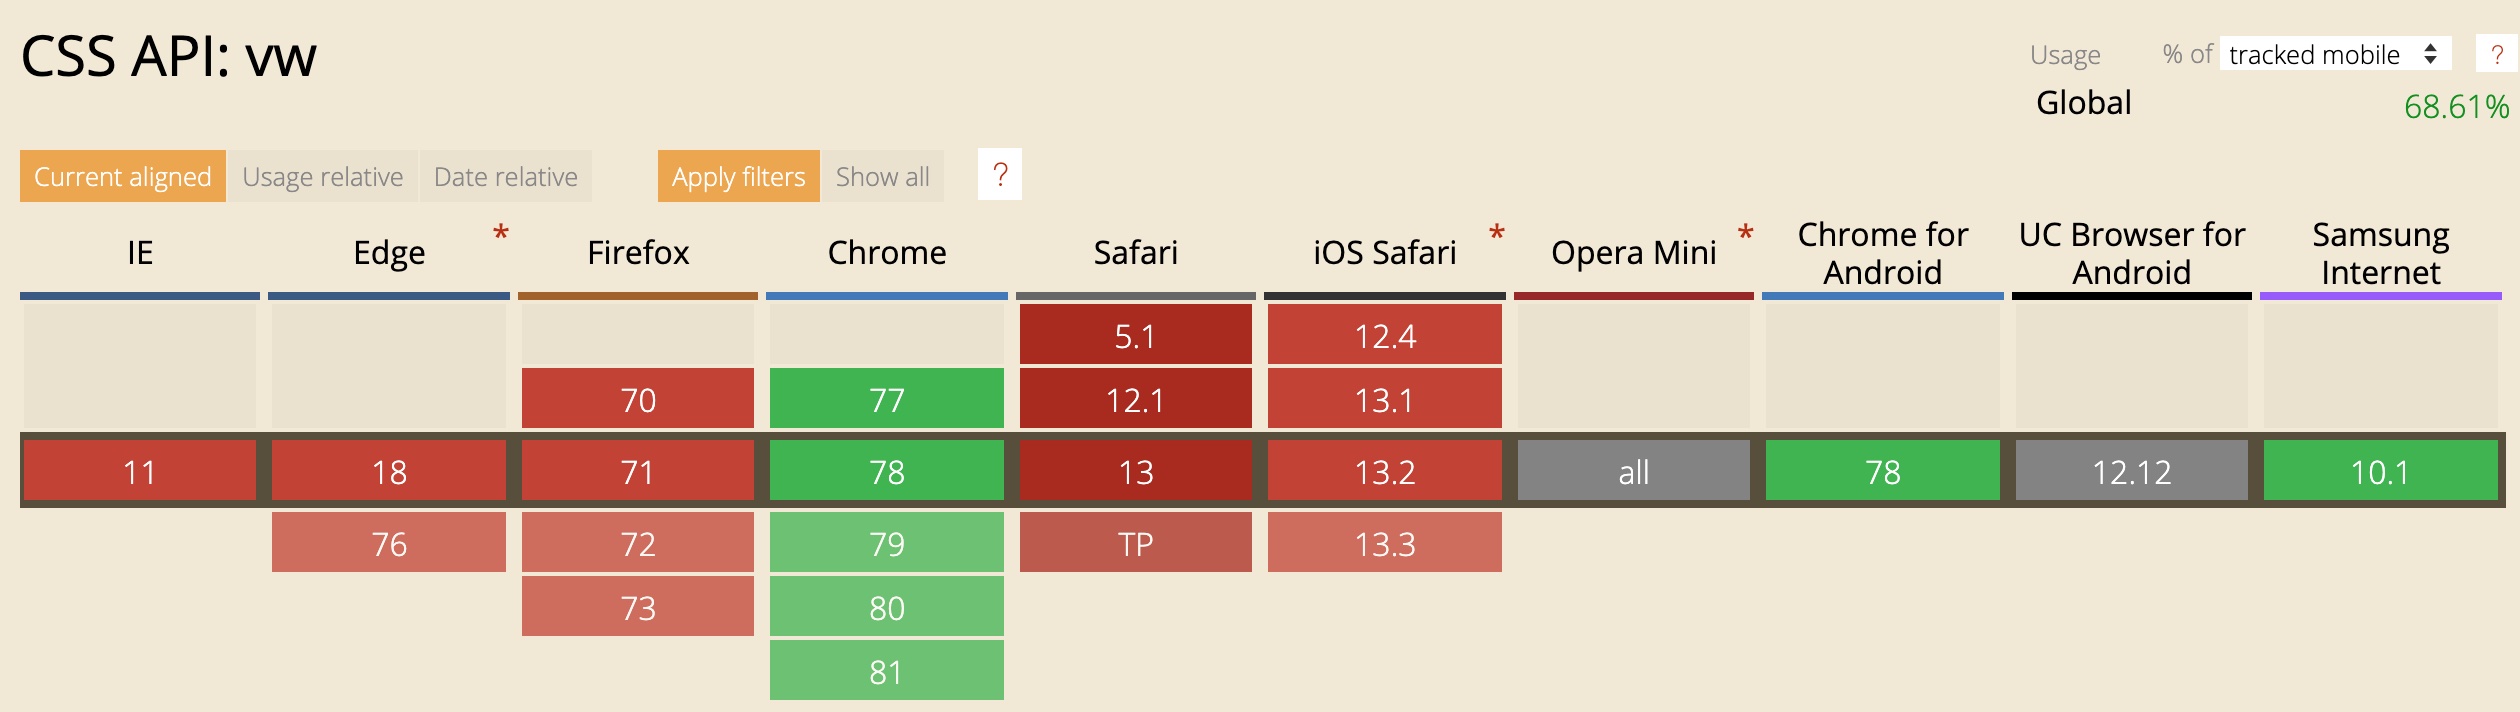 CSS API: vw
Usage % of tracked mobile ?
Global 68.61%
Current aligned Usage relative Date relative Apply filters Show all ?
IE Edge * Firefox Chrome Safari iOS Safari * Opera Mini * Chrome for Android UC Browser for Android Samsung Internet
5.1 12.4
70 77 12.1 13.1
11 18 71 78 13 13.2 all 78 12.12 10.1
76 72 79 TP 13.3
73 80
81